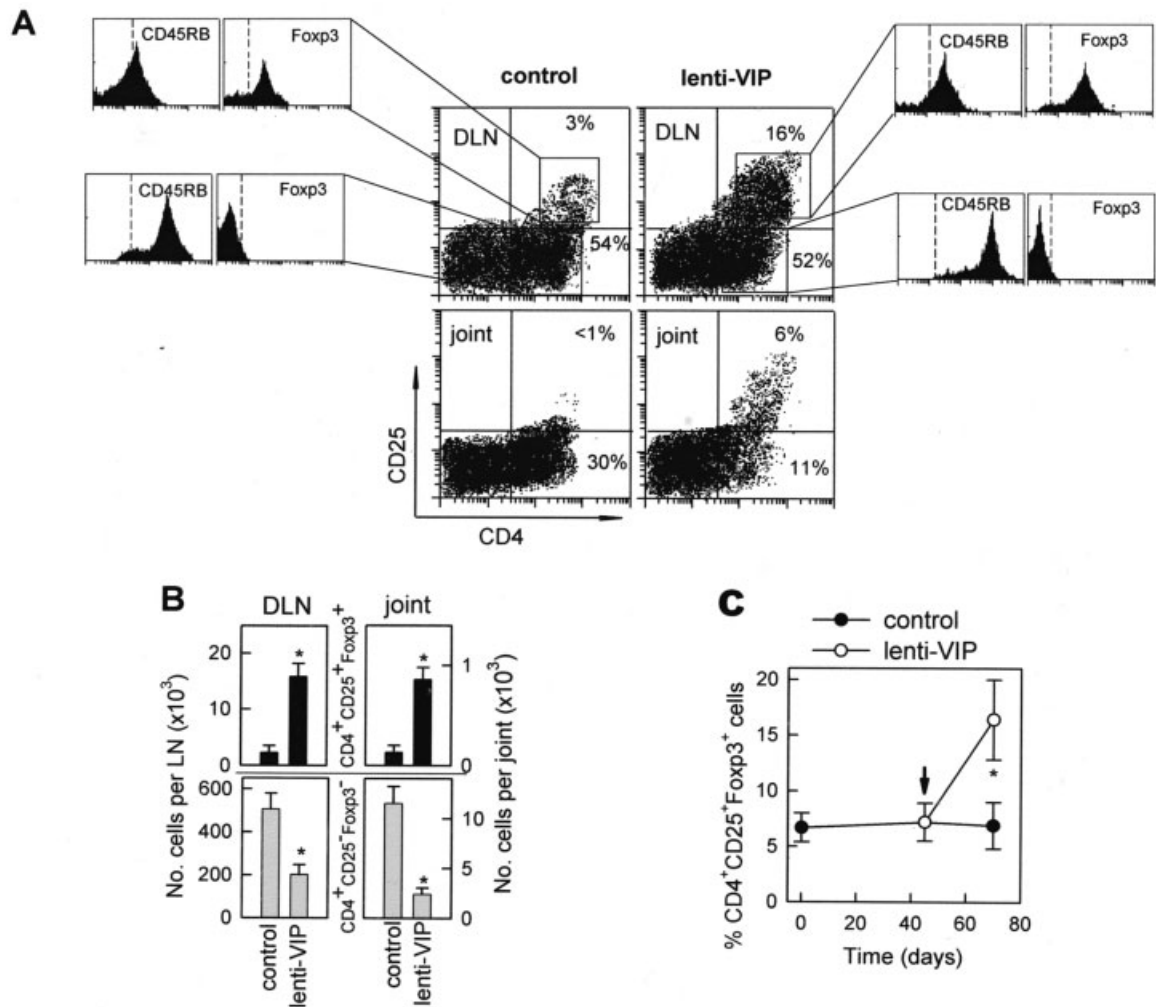 A
CD45RB
Foxp3
CD45RB
Foxp3
control
lenti-VIP
CD45RB
Foxp3
CD45RB
Foxp3
DLN
3%
54%
DLN
16%
52%
joint
<1%
30%
joint
6%
11%
CD25
CD4
B
DLN
joint
No. cells per LN (x10³)
20
10
0
600
400
200
0
CD4⁺CD25⁺Foxp3⁺
CD4⁺CD25⁻Foxp3⁻
*
*
*
*
1
0
10
5
0
No. cells per joint (x10³)
control
lenti-VIP
control
lenti-VIP
C
control
lenti-VIP
% CD4⁺CD25⁺Foxp3⁺ cells
20
15
10
5
0
*
0
20
40
60
80
Time (days)